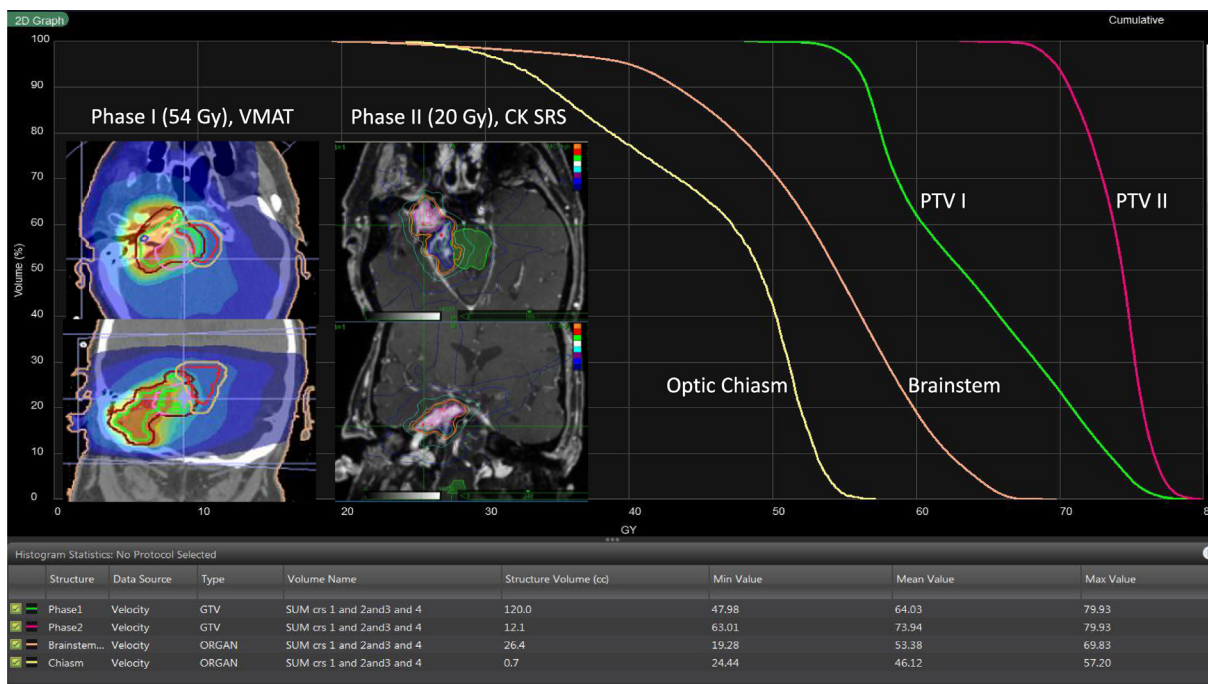 2D Graph
Cumulative
100
90
80
70
60
50
40
30
20
10
0
Volume (%)
Phase I (54 Gy), VMAT
Phase II (20 Gy), CK SRS
PTV I
PTV II
Optic Chiasm
Brainstem
0 10 20 30 40 50 60 70 8
GY
Histogram Statistics: No Protocol Selected
Structure Data Source Type Volume Name Structure Volume (cc) Min Value Mean Value Max Value
Phase1 Velocity GTV SUM crs 1 and 2and3 and 4 120.0 47.98 64.03 79.93
Phase2 Velocity GTV SUM crs 1 and 2and3 and 4 12.1 63.01 73.94 79.93
Brainstem... Velocity ORGAN SUM crs 1 and 2and3 and 4 26.4 19.28 53.38 69.83
Chiasm Velocity ORGAN SUM crs 1 and 2and3 and 4 0.7 24.44 46.12 57.20